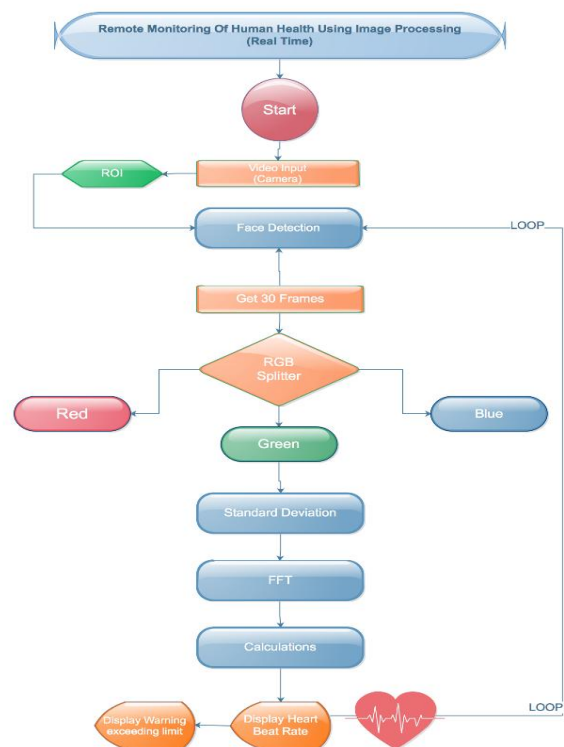 Remote Monitoring Of Human Health Using Image Processing
(Real Time)
Start
Video Input
(Camera)
ROI
Face Detection
LOOP
Get 30 Frames
RGB
Splitter
Red
Blue
Green
Standard Deviation
FFT
Calculations
Display Warning
exceeding limit
Display Heart
Beat Rate
LOOP